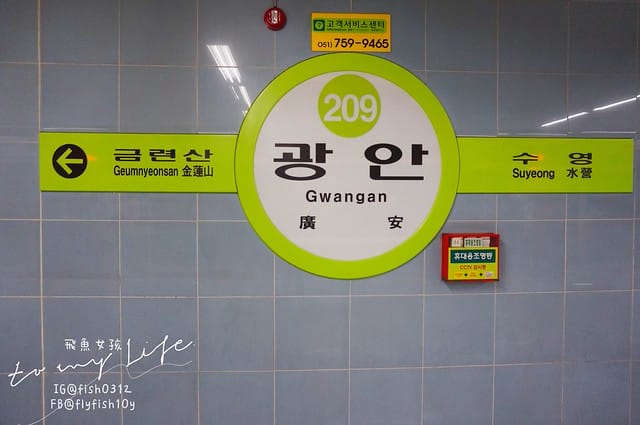 고객서비스센터
051) 759-9465
209
금련산
Geumnyeonsan 金蓮山
광안
Gwangan
廣安
수영
Suyeong 水營
휴대용조명등
CCTV 감시중
飛魚女孩
to my Life.
IG@fish0312
FB@flyfish10y